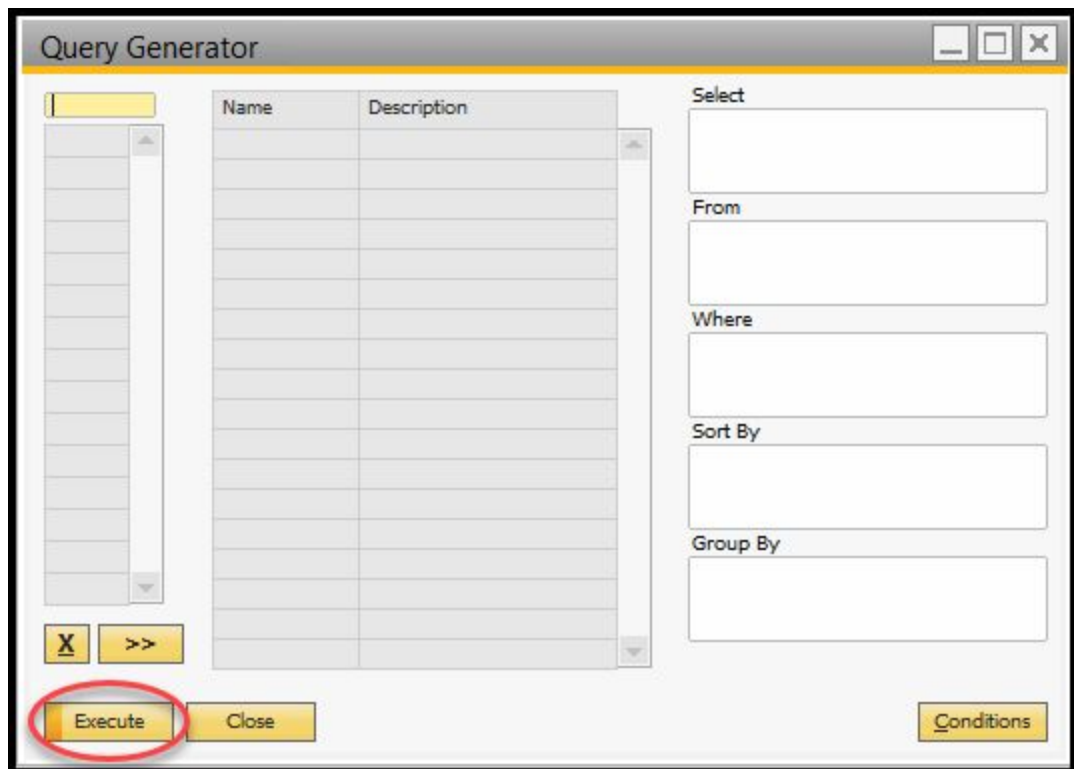 Query Generator
Name Description
Select
From
Where
Sort By
Group By
X >>
Execute Close Conditions